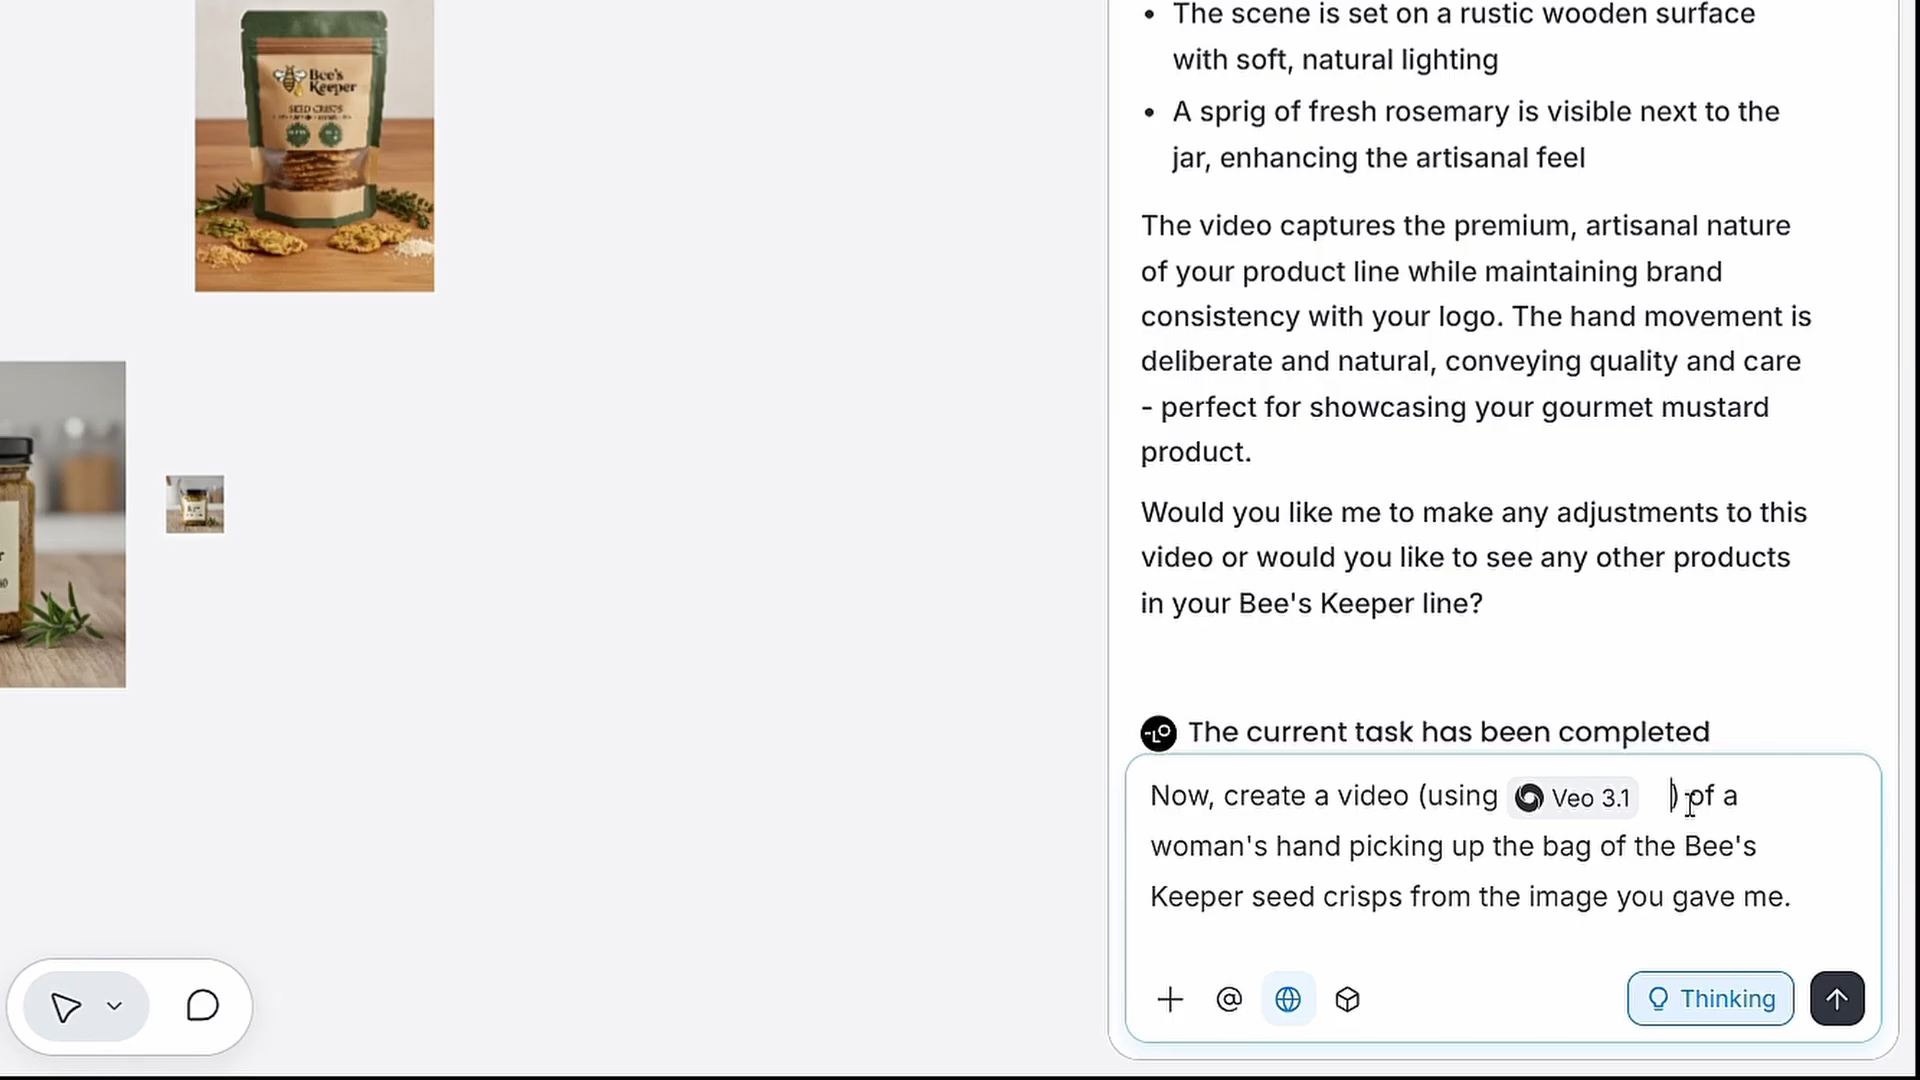 Bee's
Keeper
SEED CRISPS
The scene is set on a rustic wooden surface
with soft, natural lighting
A sprig of fresh rosemary is visible next to the
jar, enhancing the artisanal feel
The video captures the premium, artisanal nature
of your product line while maintaining brand
consistency with your logo. The hand movement is
deliberate and natural, conveying quality and care
- perfect for showcasing your gourmet mustard
product.
Would you like me to make any adjustments to this
video or would you like to see any other products
in your Bee's Keeper line?
The current task has been completed
Now, create a video (using Veo 3.1 ) of a
woman's hand picking up the bag of the Bee's
Keeper seed crisps from the image you gave me.
Thinking